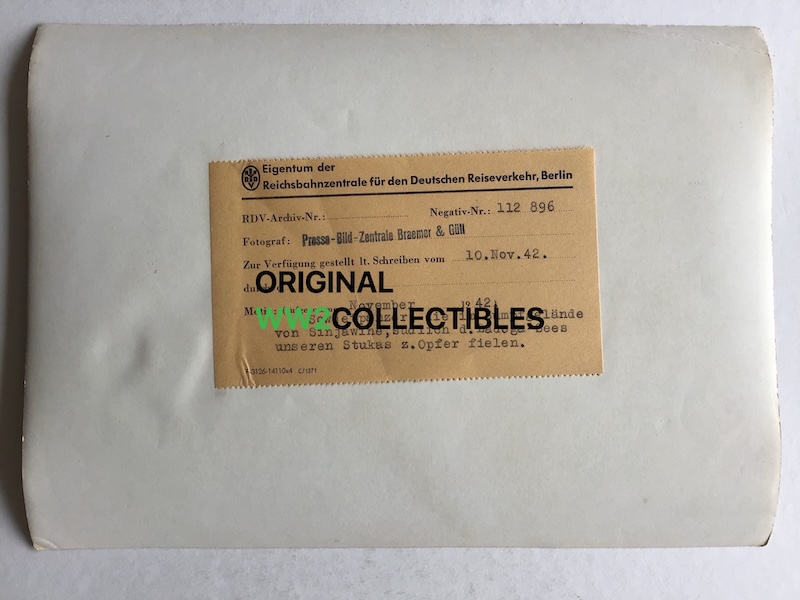 Eigentum der
Reichsbahnzentrale für den Deutschen Reiseverkehr, Berlin
RDV-Archiv-Nr.: Negativ-Nr.: 112 896
Fotograf: Presse-Bild-Zentrale Braemer & Güll
Zur Verfügung gestellt lt. Schreiben vom 10.Nov.42.
ORIGINAL
November 1942
WW2COLLECTIBLES
von Sinjawino,südlich d.Ladoga-Sees
unseren Stukas z.Opfer fielen.